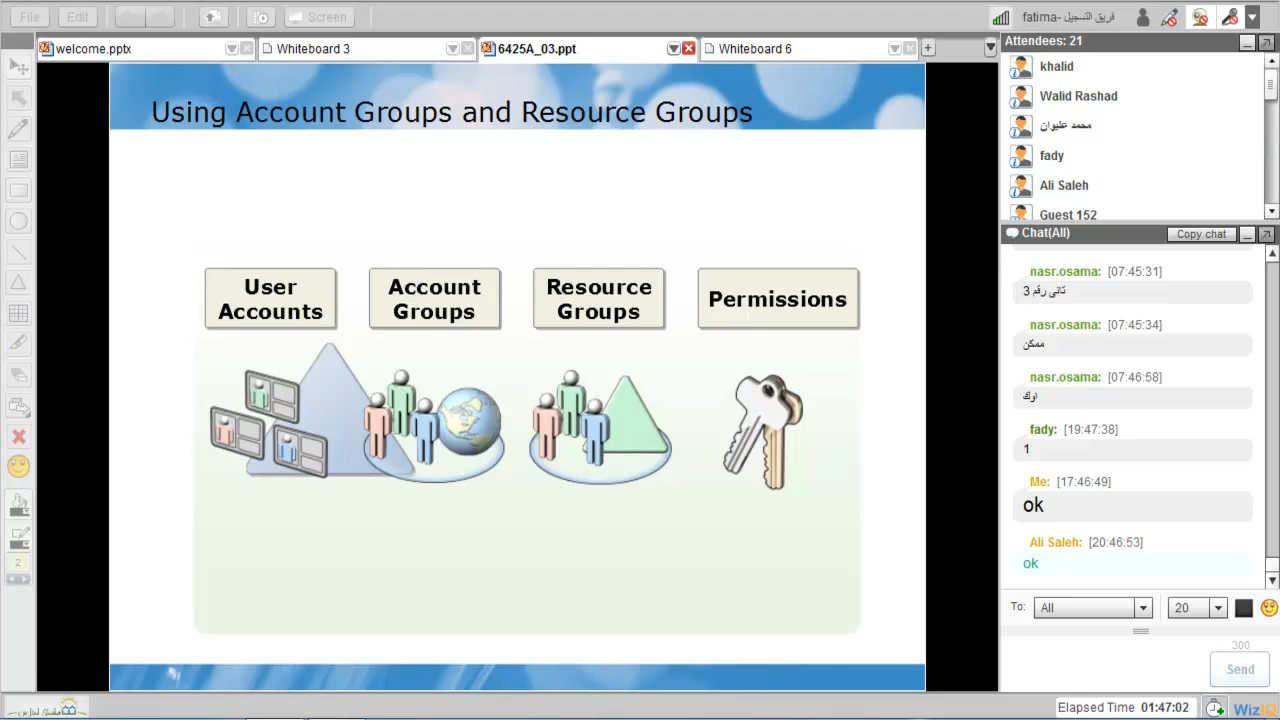 File
Edit
Screen
fatima- فريق التسجيل
welcome.pptx
Whiteboard 3
6425A_03.ppt
Whiteboard 6
Attendees: 21
khalid
Walid Rashad
محمد عليوان
fady
Ali Saleh
Guest 152
Using Account Groups and Resource Groups
User
Accounts
Account
Groups
Resource
Groups
Permissions
Chat(All)
Copy chat
nasr.osama: [07:45:31]
تانى رقم 3
nasr.osama: [07:45:34]
ممكن
nasr.osama: [07:46:58]
اوك
fady: [19:47:38]
1
Me: [17:46:49]
ok
Ali Saleh: [20:46:53]
ok
To:
All
20
300
Send
2
Elapsed Time 01:47:02
WizIQ